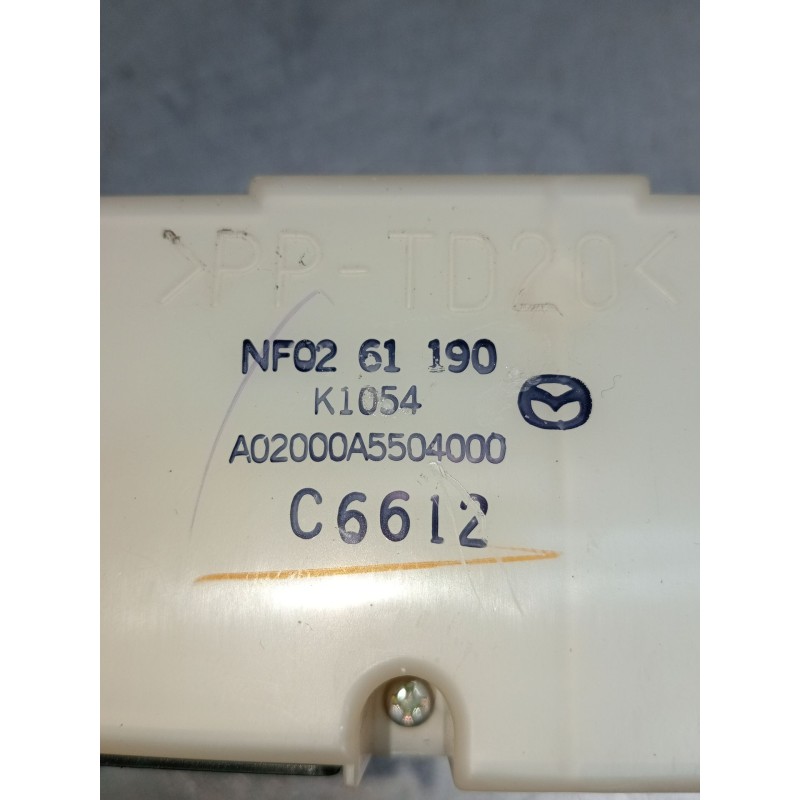 >PP-TD20<
NF02 61 190
K1054
A02000A5504000
C6612